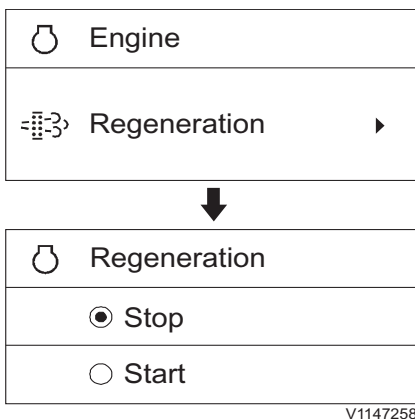 Engine
Regeneration
Regeneration
Stop
Start
V1147258